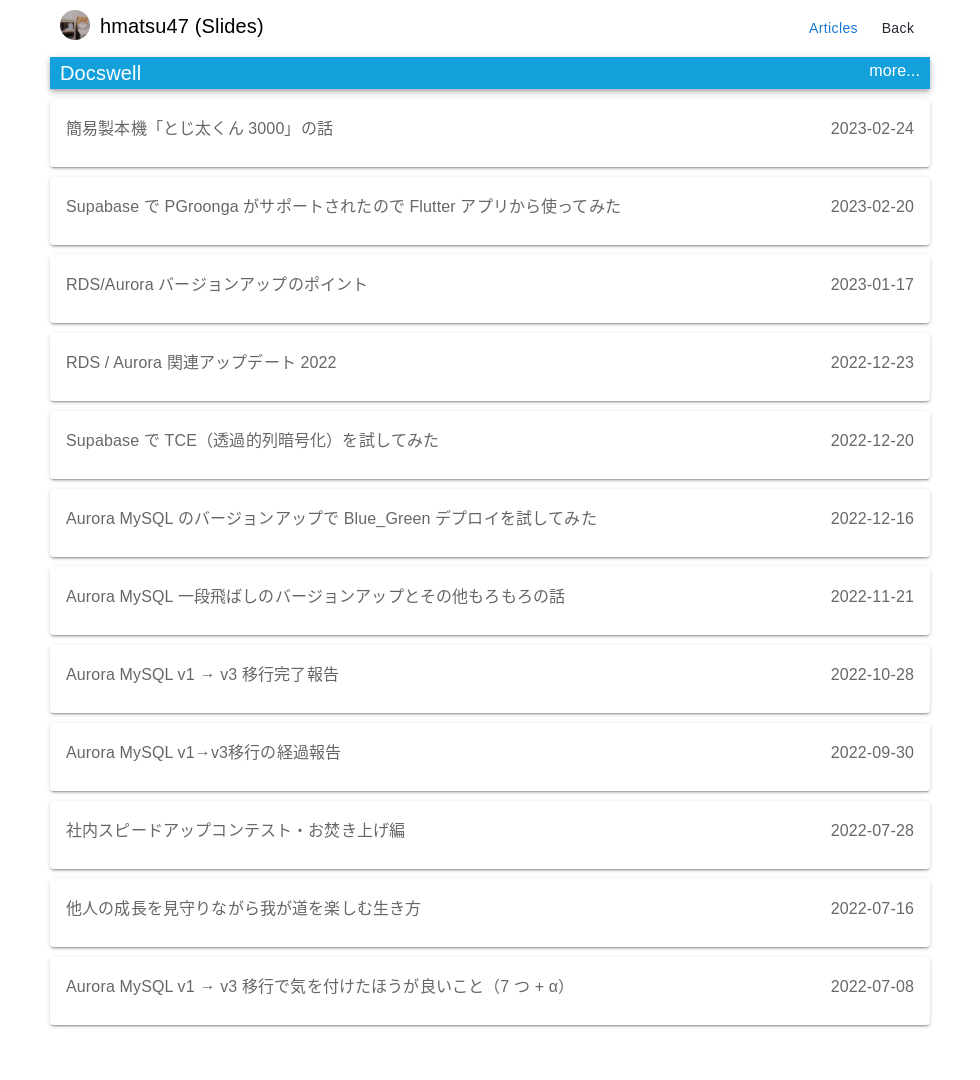 hmatsu47 (Slides)
Articles
Back
Docswell
more...
簡易製本機「とじ太くん 3000」の話
2023-02-24
Supabase で PGroonga がサポートされたので Flutter アプリから使ってみた
2023-02-20
RDS/Aurora バージョンアップのポイント
2023-01-17
RDS / Aurora 関連アップデート 2022
2022-12-23
Supabase で TCE（透過的列暗号化）を試してみた
2022-12-20
Aurora MySQL のバージョンアップで Blue_Green デプロイを試してみた
2022-12-16
Aurora MySQL 一段飛ばしのバージョンアップとその他もろもろの話
2022-11-21
Aurora MySQL v1 → v3 移行完了報告
2022-10-28
Aurora MySQL v1→v3移行の経過報告
2022-09-30
社内スピードアップコンテスト・お焚き上げ編
2022-07-28
他人の成長を見守りながら我が道を楽しむ生き方
2022-07-16
Aurora MySQL v1 → v3 移行で気を付けたほうが良いこと（7 つ + α）
2022-07-08